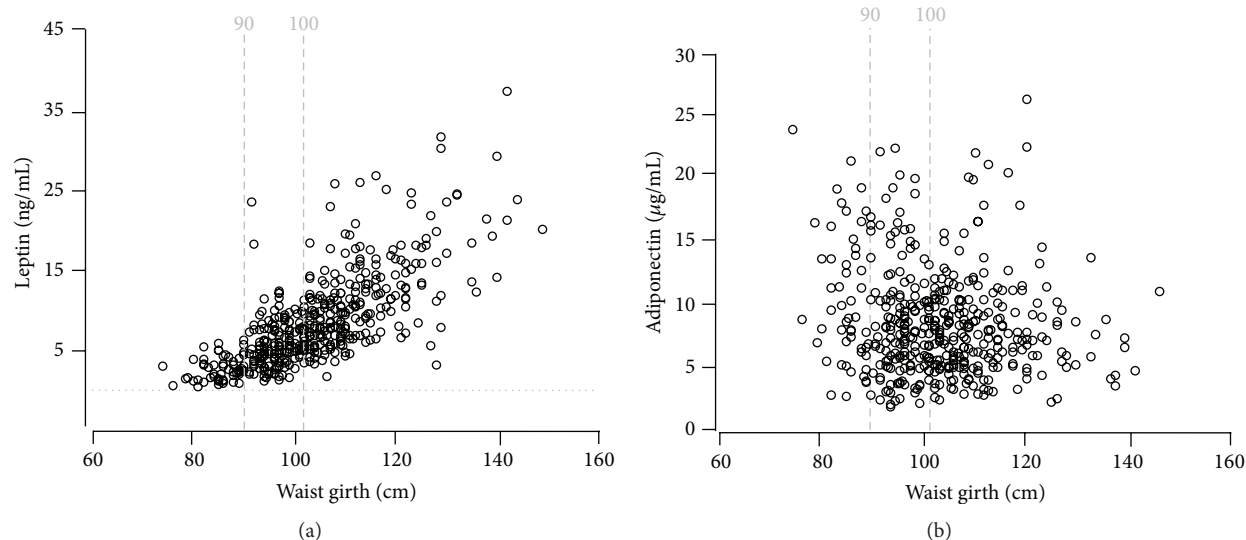 90 100
45
35
25
15
5
Leptin (ng/mL)
60 80 100 120 140 160
Waist girth (cm)
(a)
90 100
30
25
20
15
10
5
0
Adiponectin (μg/mL)
60 80 100 120 140 160
Waist girth (cm)
(b)